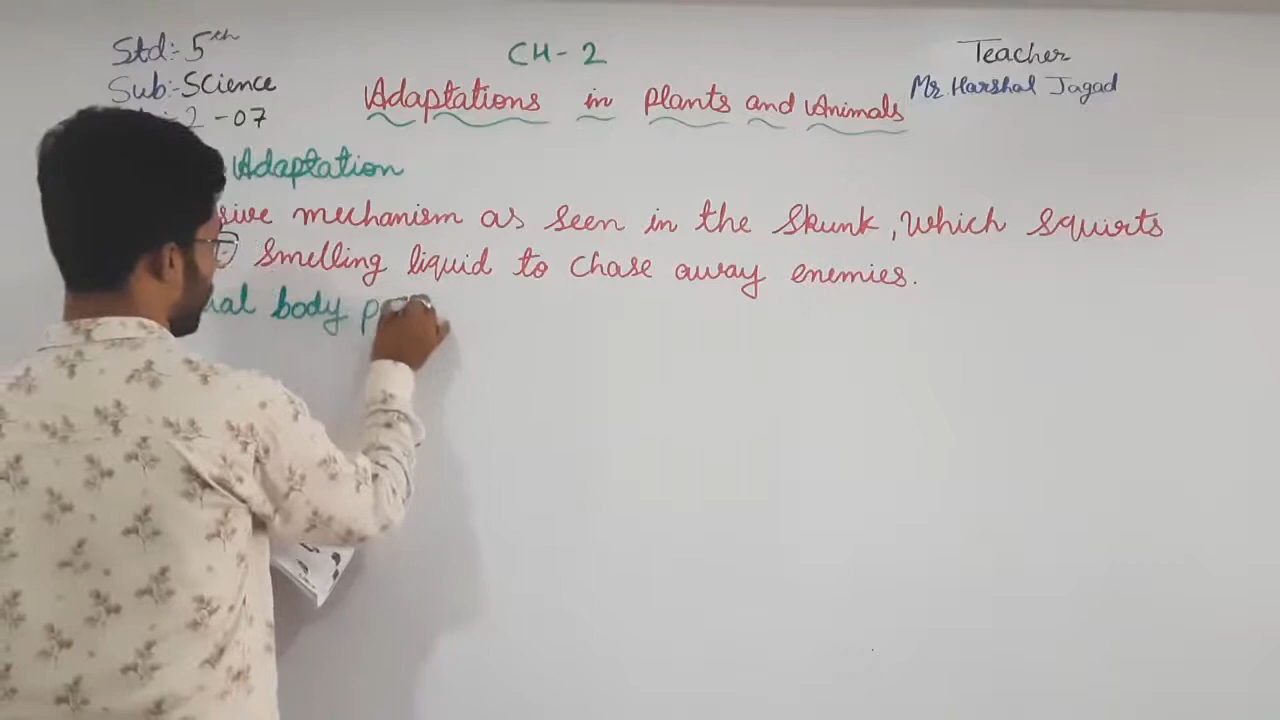 Std:- 5th
Sub:- Science
2-07
CH-2
Adaptations in plants and Animals
Teacher
Mr. Harshal Jagad
Adaptation
mechanism as seen in the skunk, which squirts
smelling liquid to chase away enemies.
body